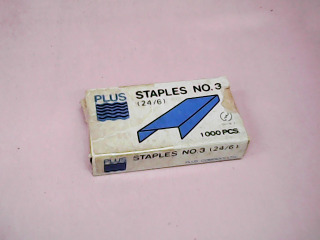 PLUS
STAPLES NO.3
(24/6)
1000 PCS.
PLUS
STAPLES NO.3 (24/6)